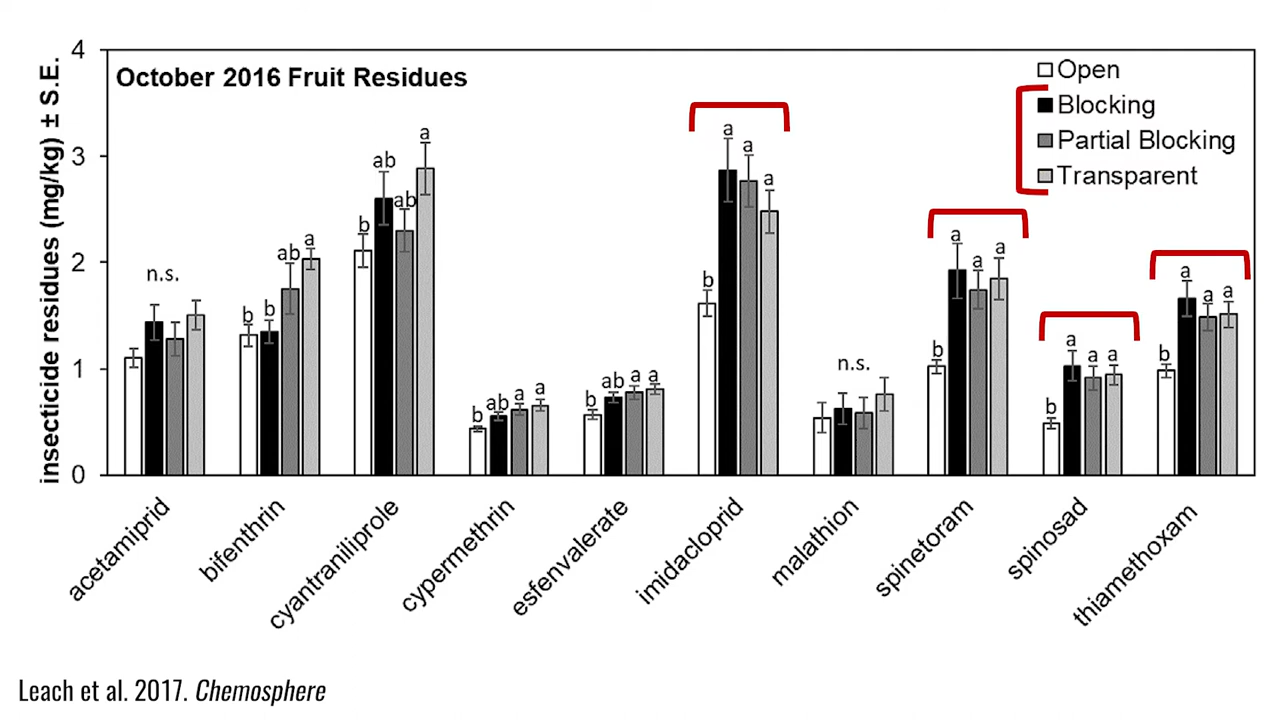 October 2016 Fruit Residues
insecticide residues (mg/kg) ± S.E.
4
3
2
1
0
Open
Blocking
Partial Blocking
Transparent
n.s.
b b ab a
b ab ab a
b ab a a
b ab a a
b a a a
n.s.
b a a a
b a a a
b a a a
acetamiprid
bifenthrin
cyantraniliprole
cypermethrin
esfenvalerate
imidacloprid
malathion
spinetoram
spinosad
thiamethoxam
Leach et al. 2017. Chemosphere